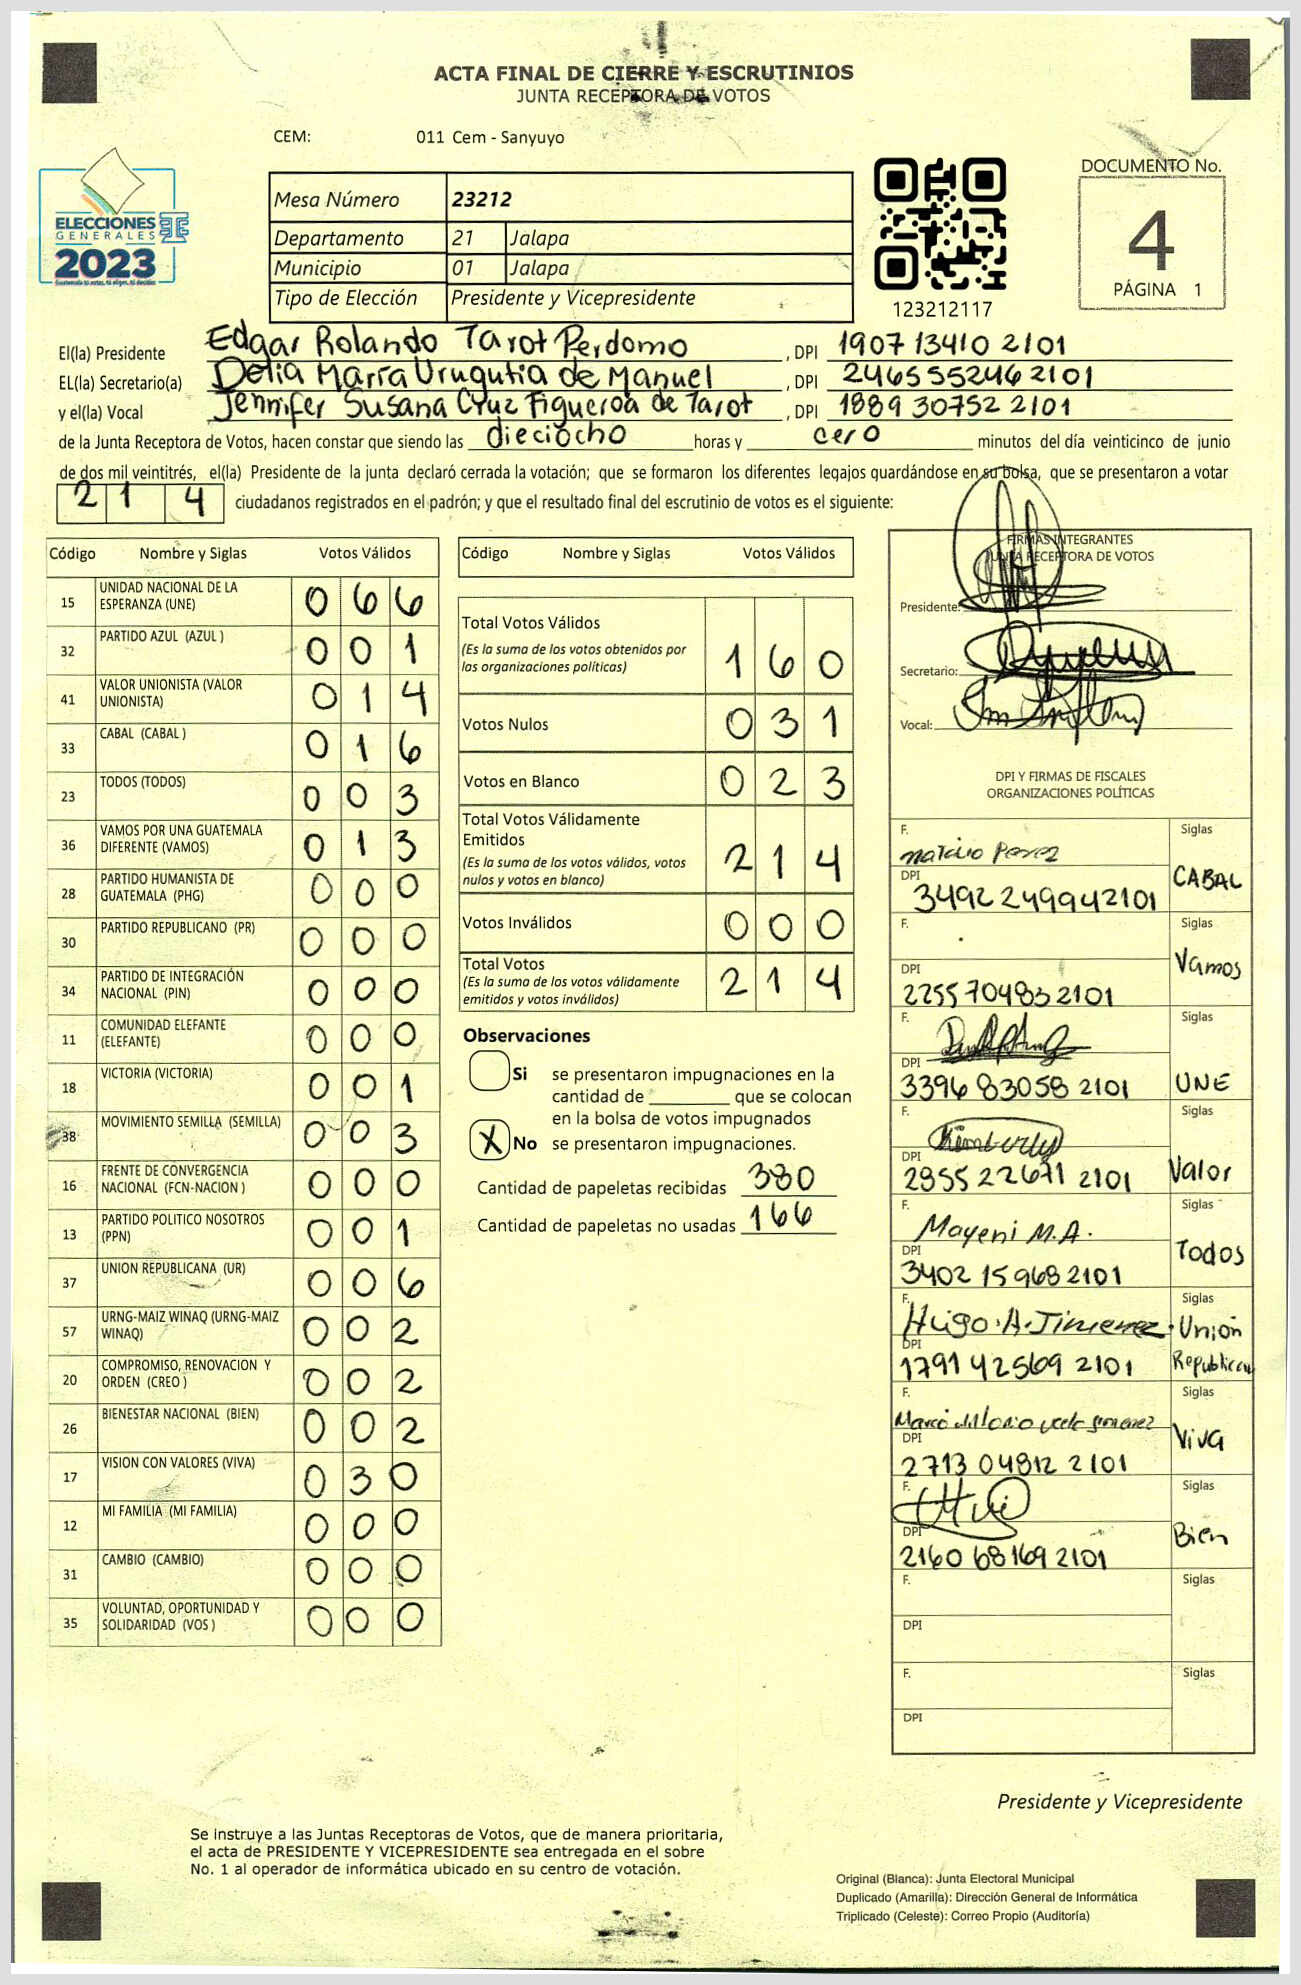 ACTA FINAL DE CIERRE Y ESCRUTINIOS
JUNTA RECEPTORA DE VOTOS
CEM: 011 Cem - Sanyuyo
ELECCIONES
GENERALES
2023
Mesa Número 23212
Departamento 21 Jalapa
Municipio 01 Jalapa
Tipo de Elección Presidente y Vicepresidente
123212117
DOCUMENTO No.
4
PÁGINA 1
El(la) Presidente Edgar Rolando Tarot Perdomo , DPI 1907 13410 2101
EL(la) Secretario(a) Delia María Urugutia de Manuel , DPI 2465552462101
y el(la) Vocal Jennifer Susana Cruz Figueroa de Tarot , DPI 1889 30752 2101
de la Junta Receptora de Votos, hacen constar que siendo las dieciocho horas y cero minutos del día veinticinco de junio
de dos mil veintitrés, el(la) Presidente de la junta declaró cerrada la votación; que se formaron los diferentes legajos guardándose en su bolsa, que se presentaron a votar
2 1 4 ciudadanos registrados en el padrón; y que el resultado final del escrutinio de votos es el siguiente:
Código Nombre y Siglas Votos Válidos
15 UNIDAD NACIONAL DE LA ESPERANZA (UNE) 0 6 6
32 PARTIDO AZUL (AZUL ) 0 0 1
41 VALOR UNIONISTA (VALOR UNIONISTA) 0 1 4
33 CABAL (CABAL ) 0 1 6
23 TODOS (TODOS) 0 0 3
36 VAMOS POR UNA GUATEMALA DIFERENTE (VAMOS) 0 1 3
28 PARTIDO HUMANISTA DE GUATEMALA (PHG) 0 0 0
30 PARTIDO REPUBLICANO (PR) 0 0 0
34 PARTIDO DE INTEGRACIÓN NACIONAL (PIN) 0 0 0
11 COMUNIDAD ELEFANTE (ELEFANTE) 0 0 0
18 VICTORIA (VICTORIA) 0 0 1
38 MOVIMIENTO SEMILLA (SEMILLA) 0 0 3
16 FRENTE DE CONVERGENCIA NACIONAL (FCN-NACION ) 0 0 0
13 PARTIDO POLITICO NOSOTROS (PPN) 0 0 1
37 UNION REPUBLICANA (UR) 0 0 6
57 URNG-MAIZ WINAQ (URNG-MAIZ WINAQ) 0 0 2
20 COMPROMISO, RENOVACION Y ORDEN (CREO ) 0 0 2
26 BIENESTAR NACIONAL (BIEN) 0 0 2
17 VISION CON VALORES (VIVA) 0 3 0
12 MI FAMILIA (MI FAMILIA) 0 0 0
31 CAMBIO (CAMBIO) 0 0 0
35 VOLUNTAD, OPORTUNIDAD Y SOLIDARIDAD (VOS ) 0 0 0
Código Nombre y Siglas Votos Válidos
Total Votos Válidos 1 6 0
(Es la suma de los votos obtenidos por
las organizaciones políticas)
Votos Nulos 0 3 1
Votos en Blanco 0 2 3
Total Votos Válidamente
Emitidos 2 1 4
(Es la suma de los votos válidos, votos
nulos y votos en blanco)
Votos Inválidos 0 0 0
Total Votos 2 1 4
(Es la suma de los votos válidamente
emitidos y votos inválidos)
Observaciones
Si se presentaron impugnaciones en la
cantidad de ________ que se colocan
en la bolsa de votos impugnados
X No se presentaron impugnaciones.
Cantidad de papeletas recibidas 380
Cantidad de papeletas no usadas 166
FIRMAS INTEGRANTES
JUNTA RECEPTORA DE VOTOS
Presidente:
Secretario:
Vocal:
DPI Y FIRMAS DE FISCALES
ORGANIZACIONES POLÍTICAS
F. Siglas
DPI 3492 249942101 CABAL
F. Siglas
DPI 2255704832101 Vamos
F. Siglas
DPI 3396 83058 2101 UNE
F. Kimberly Siglas
DPI 2955 22671 2101 Valor
F. Mayeni M.A. Siglas
DPI 3402 15968 2101 Todos
F. Hugo.A.Jimenez. Siglas
DPI 1791 42569 2101 Unión Republicana
F. Siglas
DPI 2713 04812 2101 Viva
F. Siglas
DPI 2160 68169 2101 Bien
F. Siglas
DPI
F. Siglas
DPI
Presidente y Vicepresidente
Se instruye a las Juntas Receptoras de Votos, que de manera prioritaria,
el acta de PRESIDENTE Y VICEPRESIDENTE sea entregada en el sobre
No. 1 al operador de informática ubicado en su centro de votación.
Original (Blanca): Junta Electoral Municipal
Duplicado (Amarilla): Dirección General de Informática
Triplicado (Celeste): Correo Propio (Auditoría)